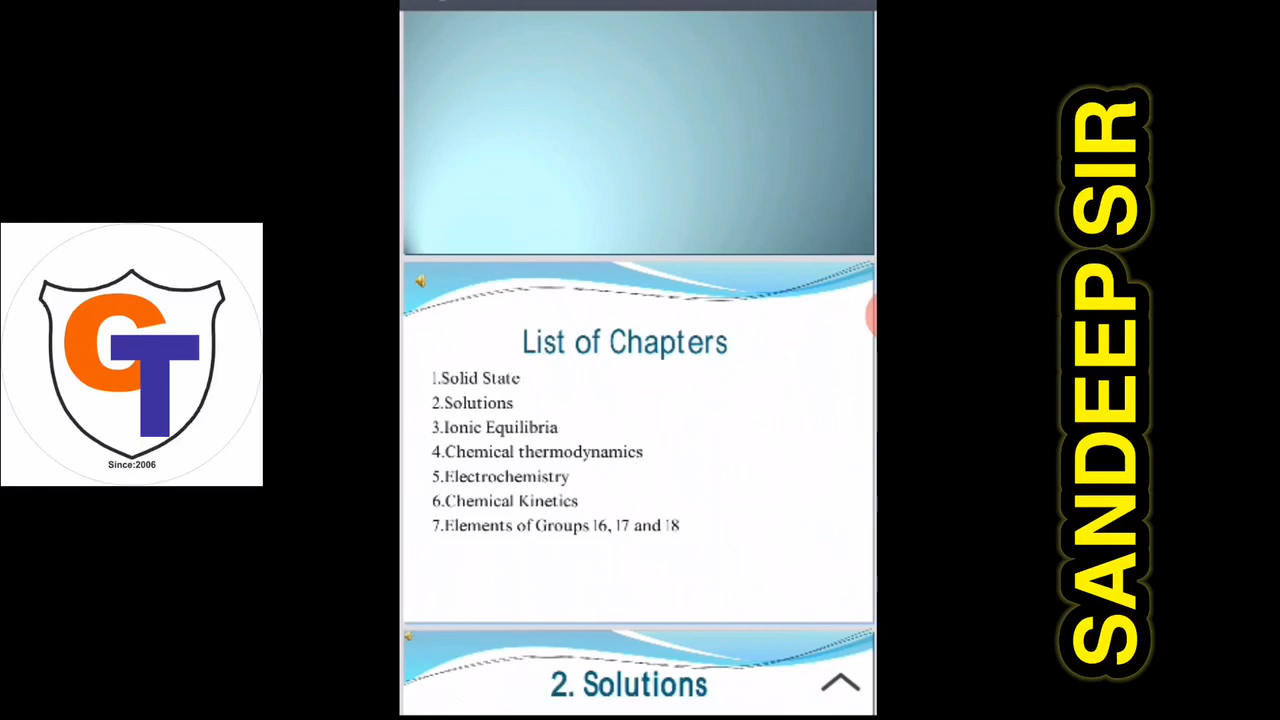 CT
Since:2006
List of Chapters
1.Solid State
2.Solutions
3.Ionic Equilibria
4.Chemical thermodynamics
5.Electrochemistry
6.Chemical Kinetics
7.Elements of Groups 16, 17 and 18
2. Solutions
SANDEEP SIR